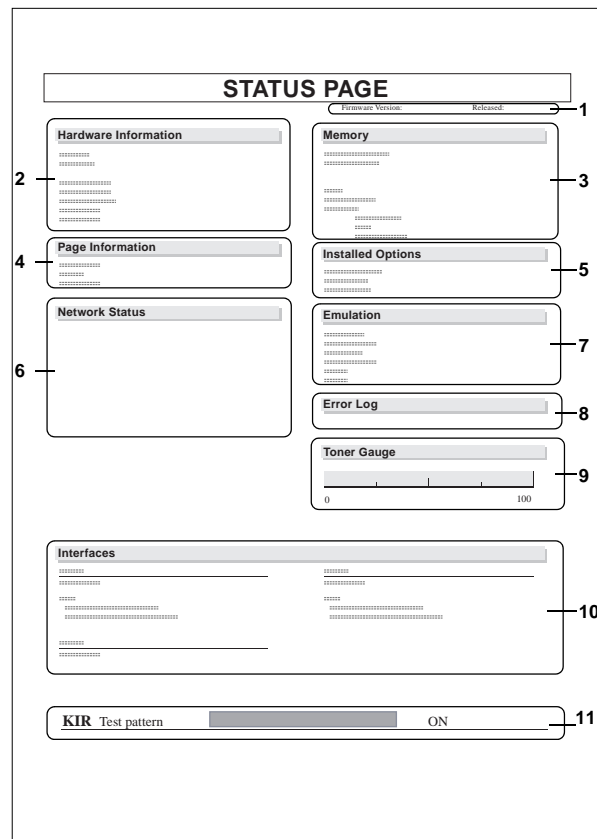 STATUS PAGE
Firmware Version: Released:
1
Hardware Information
2
Memory
3
Page Information
4
Installed Options
5
Network Status
6
Emulation
7
Error Log
8
Toner Gauge
0 100
9
Interfaces
10
KIR Test pattern ON
11